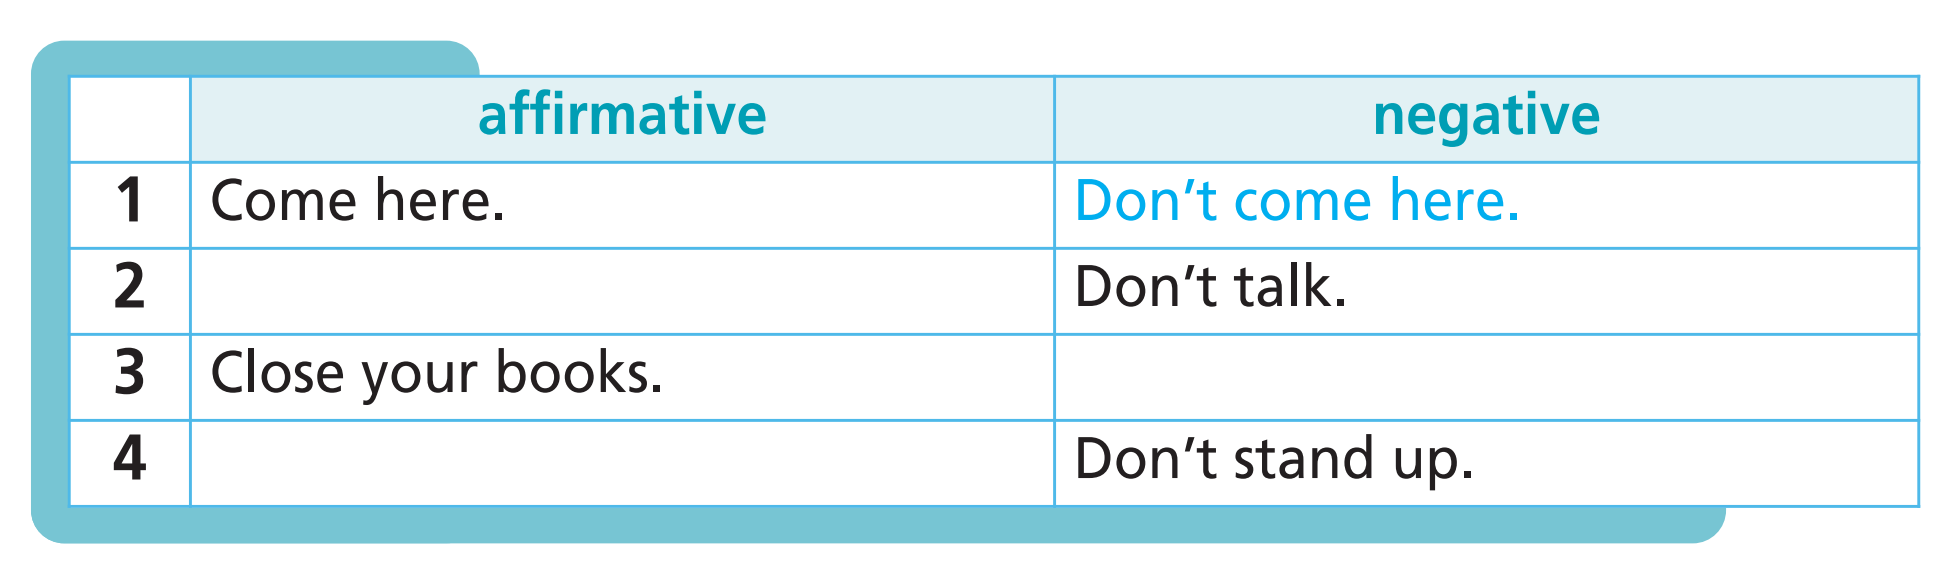 affirmative negative
1 Come here. Don't come here.
2 Don't talk.
3 Close your books.
4 Don't stand up.